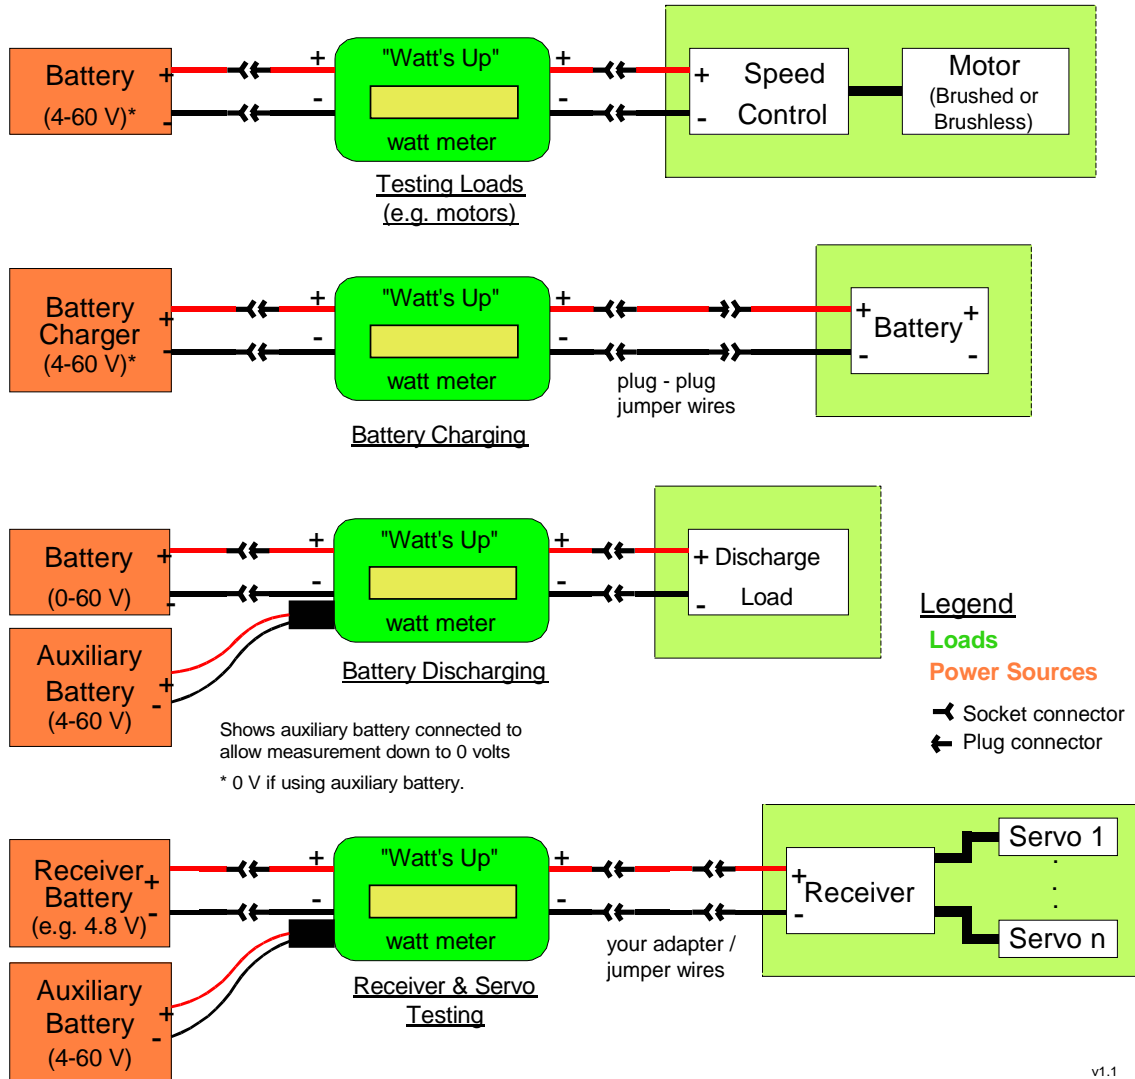 Battery
(4-60 V)*
+
-
+
-
"Watt's Up"
watt meter
+
-
+
-
Speed
Control
Motor
(Brushed or
Brushless)
Testing Loads
(e.g. motors)
Battery
Charger
(4-60 V)*
+
-
+
-
"Watt's Up"
watt meter
+
-
plug - plug
jumper wires
+
-
Battery
+
-
Battery Charging
Battery
(0-60 V)
+
-
+
-
"Watt's Up"
watt meter
+
-
+
-
Discharge
Load
Auxiliary
Battery
(4-60 V)
+
-
Battery Discharging
Shows auxiliary battery connected to
allow measurement down to 0 volts
* 0 V if using auxiliary battery.
Legend
Loads
Power Sources
Socket connector
Plug connector
Receiver
Battery
(e.g. 4.8 V)
+
-
+
-
"Watt's Up"
watt meter
+
-
your adapter /
jumper wires
+
-
Receiver
Servo 1
.
.
.
Servo n
Auxiliary
Battery
(4-60 V)
+
-
Receiver & Servo
Testing
v1.1